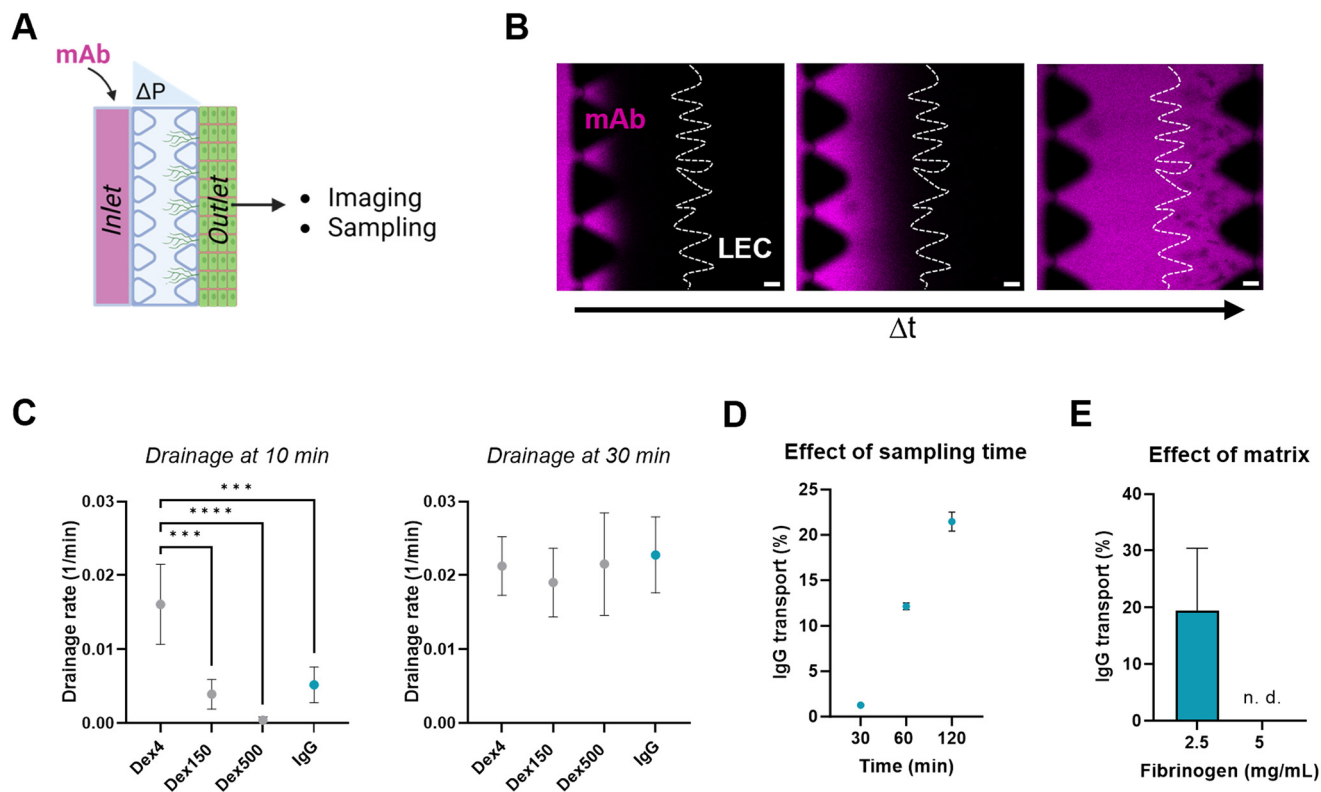 A
mAb
ΔP
Inlet
Outlet
• Imaging
• Sampling
B
mAb
LEC
Δt
C
Drainage at 10 min
Drainage rate (1/min)
0.03
0.02
0.01
0.00
***
****
***
Dex4
Dex150
Dex500
IgG
Drainage at 30 min
Drainage rate (1/min)
0.03
0.02
0.01
0.00
Dex4
Dex150
Dex500
IgG
D
Effect of sampling time
IgG transport (%)
25
20
15
10
5
0
30 60 120
Time (min)
E
Effect of matrix
IgG transport (%)
40
30
20
10
0
n. d.
2.5 5
Fibrinogen (mg/mL)